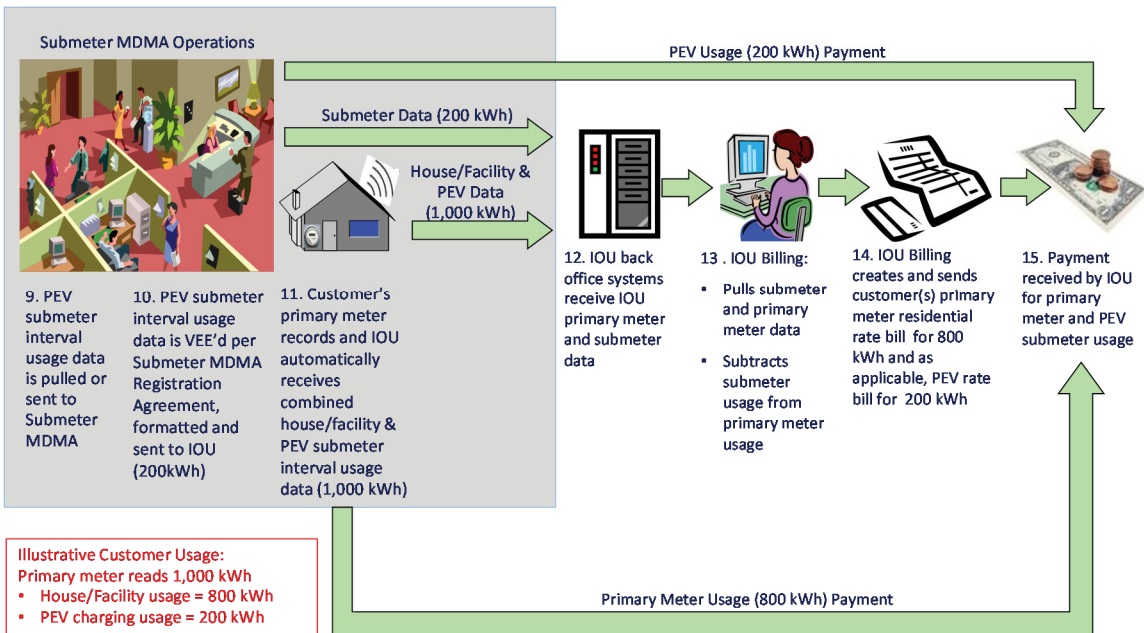 Submeter MDMA Operations
PEV Usage (200 kWh) Payment
Submeter Data (200 kWh)
House/Facility &
PEV Data
(1,000 kWh)
9. PEV
submeter
interval
usage data
is pulled or
sent to
Submeter
MDMA
10. PEV submeter
interval usage
data is VEE'd per
Submeter MDMA
Registration
Agreement,
formatted and
sent to IOU
(200kWh)
11. Customer's
primary meter
records and IOU
automatically
receives
combined
house/facility &
PEV submeter
interval usage
data (1,000 kWh)
12. IOU back
office systems
receive IOU
primary meter
and submeter
data
13 . IOU Billing:
• Pulls submeter
and primary
meter data
• Subtracts
submeter
usage from
primary meter
usage
14. IOU Billing
creates and sends
customer(s) primary
meter residential
rate bill for 800
kWh and as
applicable, PEV rate
bill for 200 kWh
15. Payment
received by IOU
for primary
meter and PEV
submeter usage
Illustrative Customer Usage:
Primary meter reads 1,000 kWh
• House/Facility usage = 800 kWh
• PEV charging usage = 200 kWh
Primary Meter Usage (800 kWh) Payment